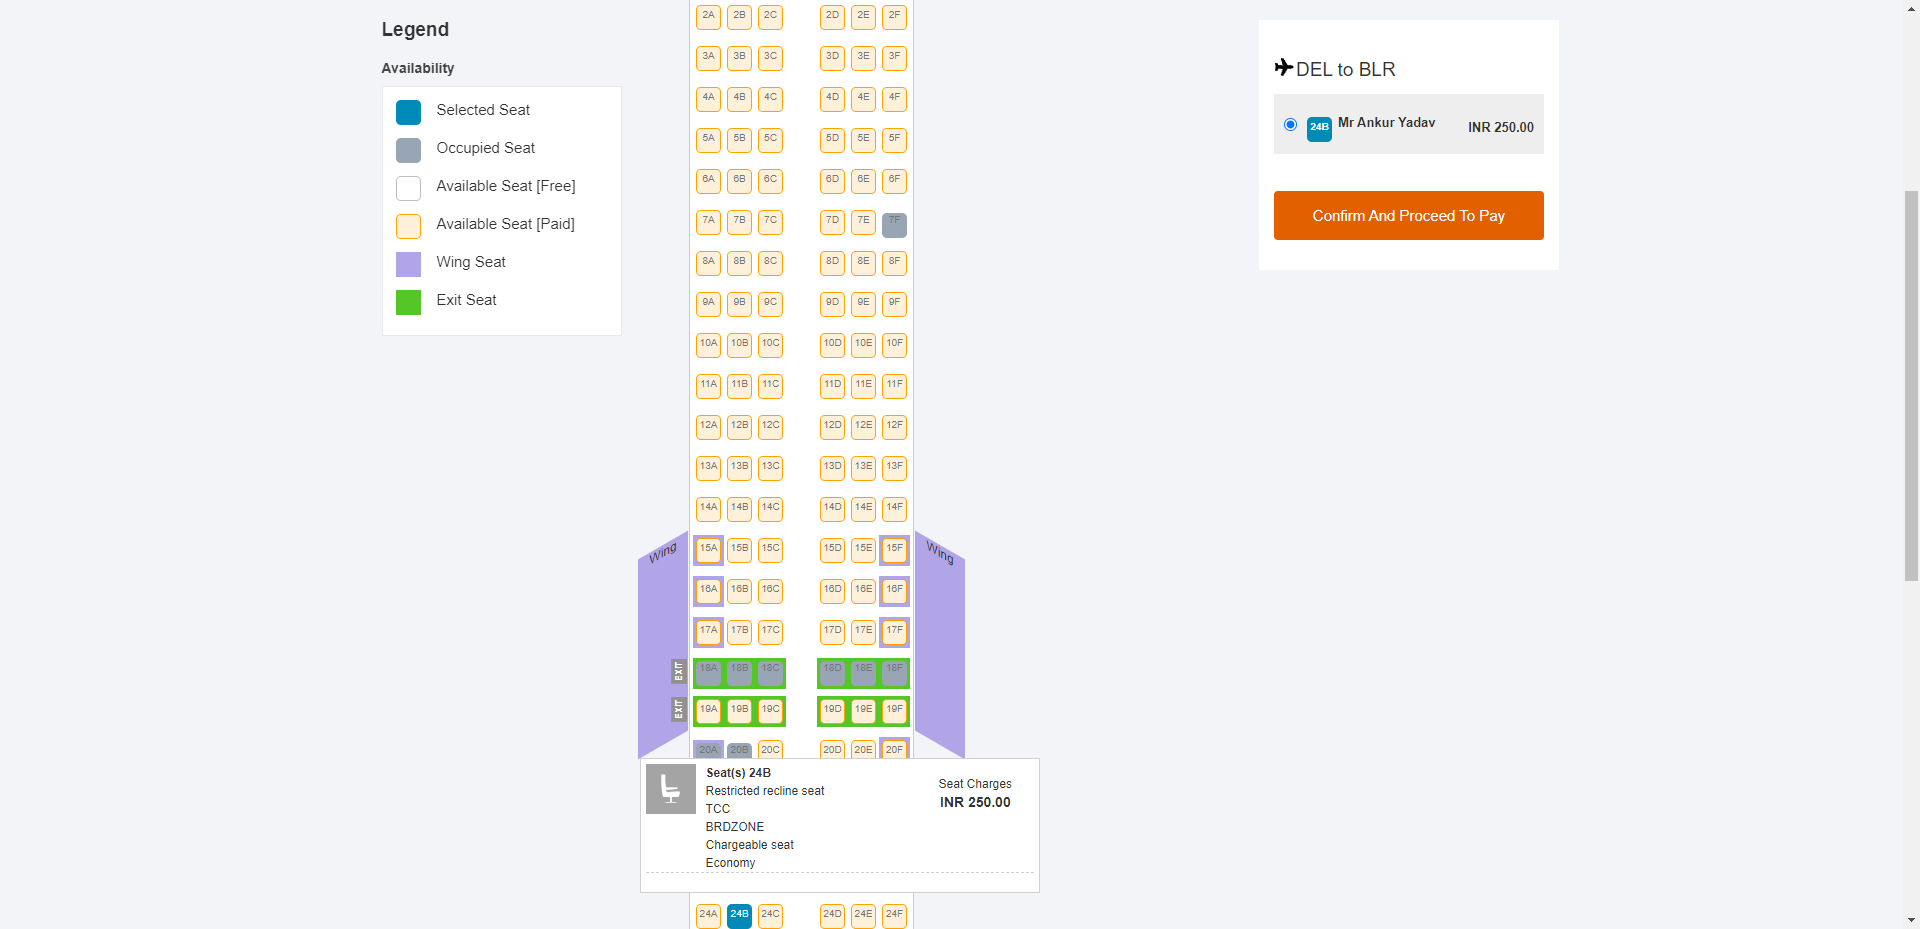 Legend
Availability
Selected Seat
Occupied Seat
Available Seat [Free]
Available Seat [Paid]
Wing Seat
Exit Seat
2A 2B 2C 2D 2E 2F
3A 3B 3C 3D 3E 3F
4A 4B 4C 4D 4E 4F
5A 5B 5C 5D 5E 5F
6A 6B 6C 6D 6E 6F
7A 7B 7C 7D 7E 7F
8A 8B 8C 8D 8E 8F
9A 9B 9C 9D 9E 9F
10A 10B 10C 10D 10E 10F
11A 11B 11C 11D 11E 11F
12A 12B 12C 12D 12E 12F
13A 13B 13C 13D 13E 13F
14A 14B 14C 14D 14E 14F
Wing 15A 15B 15C 15D 15E 15F Wing
16A 16B 16C 16D 16E 16F
17A 17B 17C 17D 17E 17F
EXIT 18A 18B 18C 18D 18E 18F
EXIT 19A 19B 19C 19D 19E 19F
20A 20B 20C 20D 20E 20F
Seat(s) 24B
Restricted recline seat
TCC
BRDZONE
Chargeable seat
Economy
Seat Charges
INR 250.00
24A 24B 24C 24D 24E 24F
DEL to BLR
24B Mr Ankur Yadav INR 250.00
Confirm And Proceed To Pay